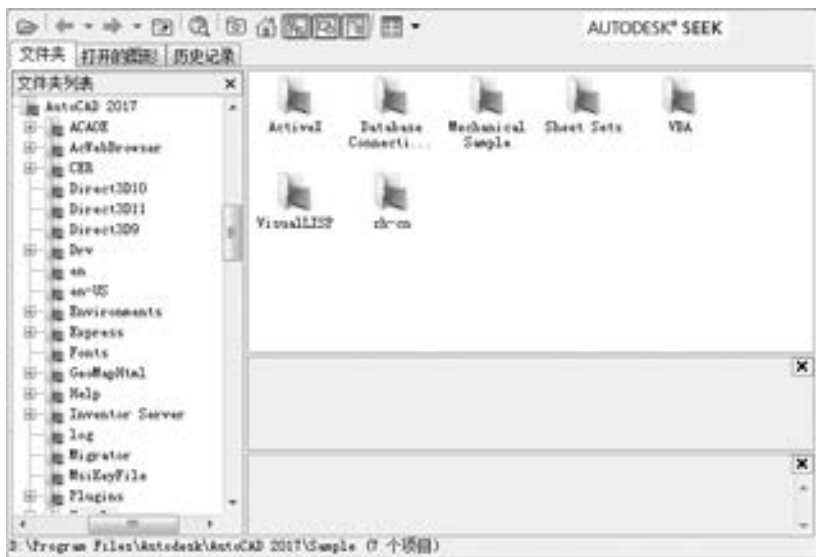 AUTODESK® SEEK
文件夹 打开的图形 历史记录
文件夹列表
AutoCAD 2017
ACADE
AcWebBrowser
CER
Direct3D10
Direct3D11
Direct3D9
Drv
en
en-US
Environments
Express
Fonts
GeoMapHtml
Help
Inventor Server
log
Migrator
MsiKeyFile
Plugins
ActiveX
Database Connecti...
Mechanical Sample
Sheet Sets
VBA
VisualLISP
zh-cn
D:\Program Files\Autodesk\AutoCAD 2017\Sample (7 个项目)